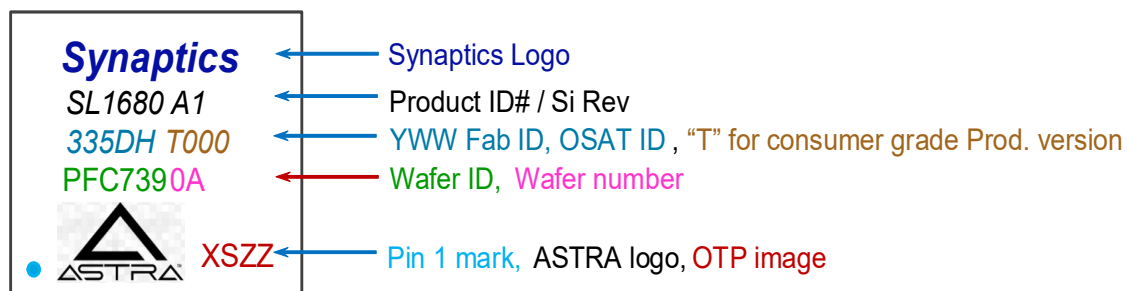 Synaptics Synaptics Logo
SL1680 A1 Product ID# / Si Rev
335DH T000 YWW Fab ID, OSAT ID , “T” for consumer grade Prod. version
PFC7390A Wafer ID, Wafer number
XSZZ Pin 1 mark, ASTRA logo, OTP image
ASTRA